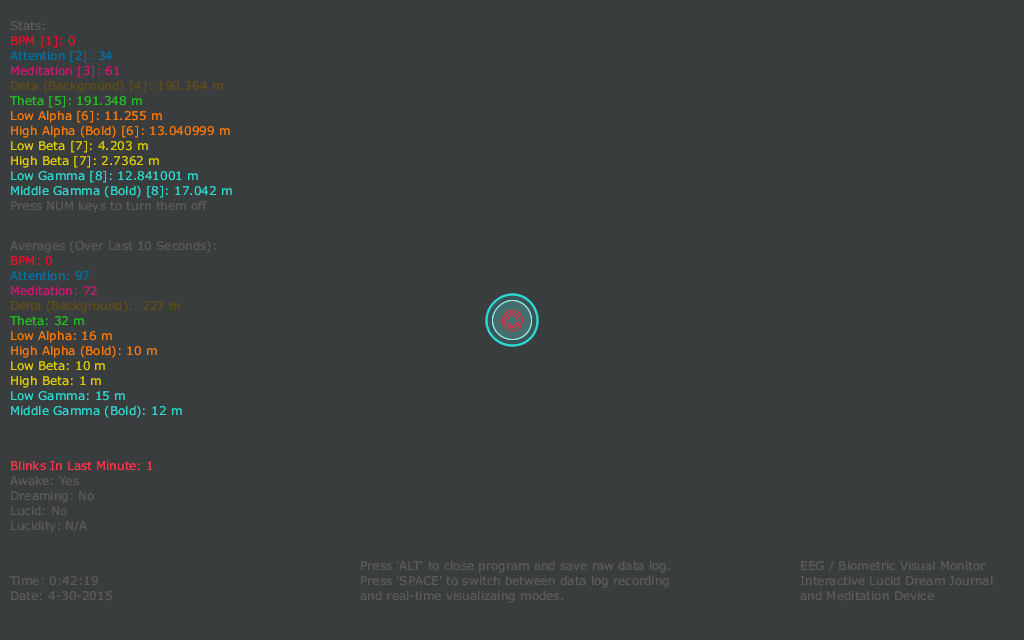 Stats:
BPM [1]: 0
Attention [2]: 34
Meditation [3]: 61
Deta (Background) [4]: 190.364 m
Theta [5]: 191.348 m
Low Alpha [6]: 11.255 m
High Alpha (Bold) [6]: 13.040999 m
Low Beta [7]: 4.203 m
High Beta [7]: 2.7362 m
Low Gamma [8]: 12.841001 m
Middle Gamma (Bold) [8]: 17.042 m
Press NUM keys to turn them off
Averages (Over Last 10 Seconds):
BPM: 0
Attention: 97
Meditation: 72
Delta (Background): 227 m
Theta: 32 m
Low Alpha: 16 m
High Alpha (Bold): 10 m
Low Beta: 10 m
High Beta: 1 m
Low Gamma: 15 m
Middle Gamma (Bold): 12 m
Blinks In Last Minute: 1
Awake: Yes
Dreaming: No
Lucid: No
Lucidity: N/A
Time: 0:42:19
Date: 4-30-2015
Press 'ALT' to close program and save raw data log.
Press 'SPACE' to switch between data log recording
and real-time visualizaing modes.
EEG / Biometric Visual Monitor
Interactive Lucid Dream Journal
and Meditation Device